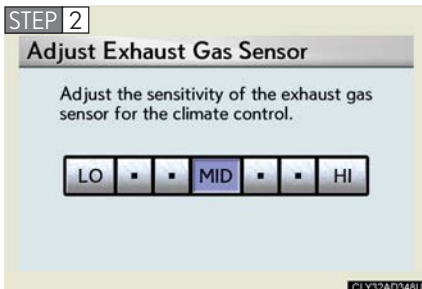 STEP 2
Adjust Exhaust Gas Sensor
Adjust the sensitivity of the exhaust gas
sensor for the climate control.
LO ▪ ▪ MID ▪ ▪ HI
CLY32AD348U